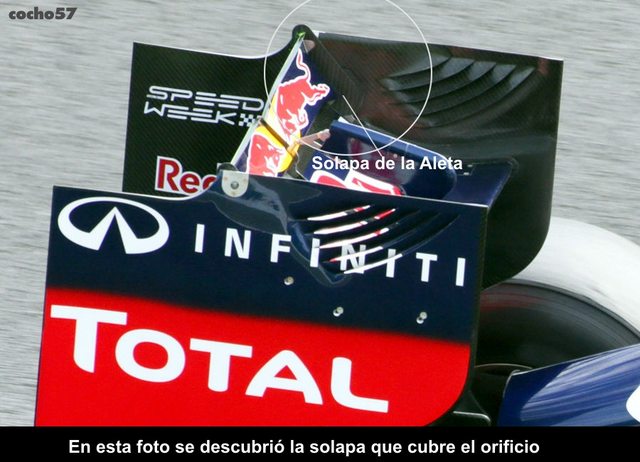 cocho57
SPEED
WEEK
Red
Solapa de la Aleta
INFINITI
TOTAL
En esta foto se descubrió la solapa que cubre el orificio